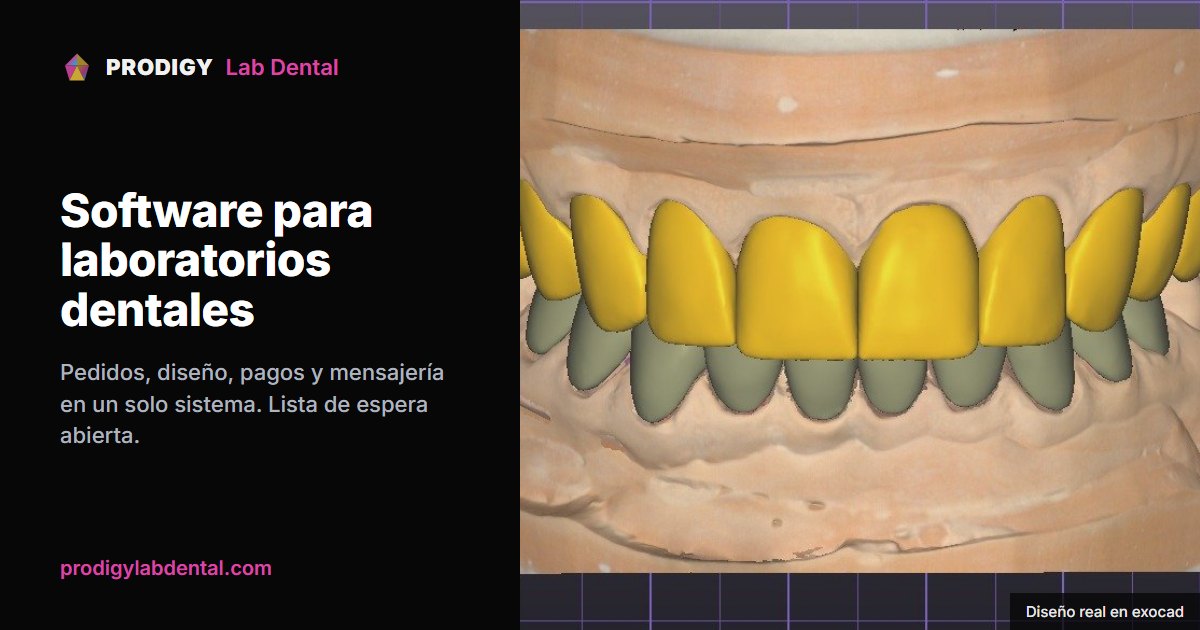 PRODIGY Lab Dental
Software para
laboratorios
dentales
Pedidos, diseño, pagos y mensajería
en un solo sistema. Lista de espera
abierta.
prodigylabdental.com
Diseño real en exocad